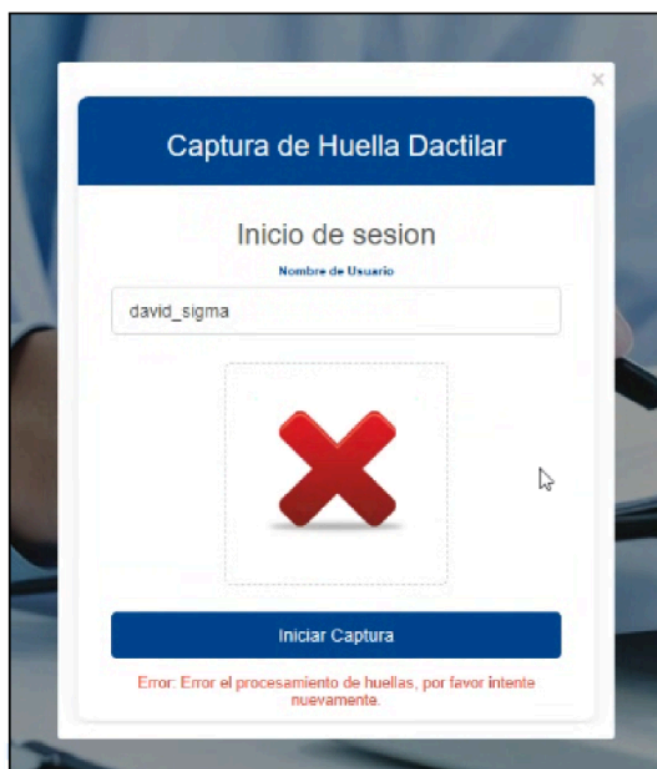 ×
Captura de Huella Dactilar
Inicio de sesion
Nombre de Usuario
david_sigma
Iniciar Captura
Error: Error el procesamiento de huellas, por favor intente
nuevamente.